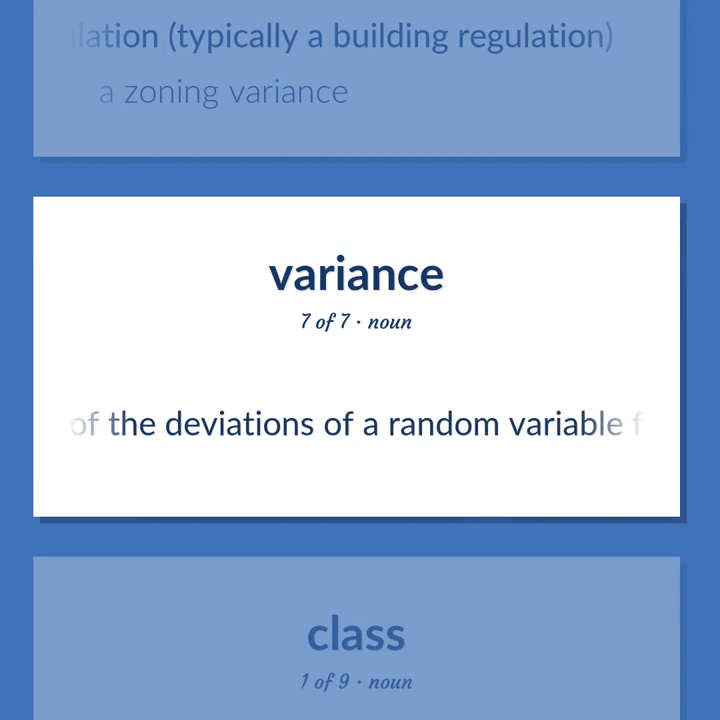 lation (typically a building regulation)
a zoning variance
variance
7 of 7 · noun
of the deviations of a random variable f
class
1 of 9 · noun